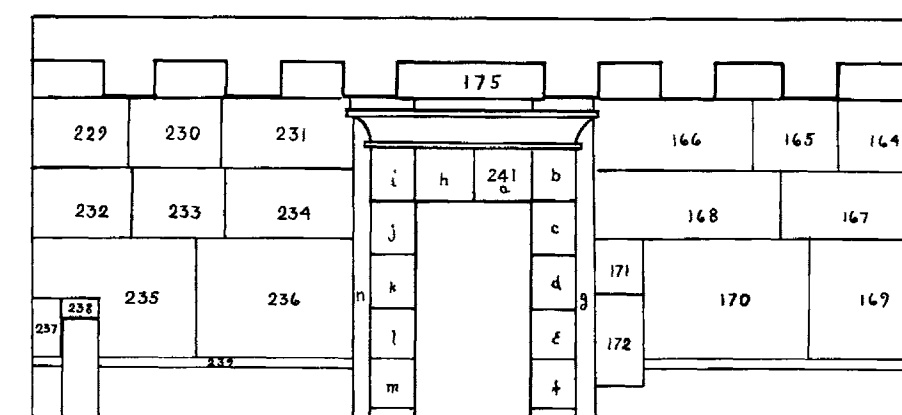 175
229 230 231 166 165 164
i h 241 b
a
232 233 234 j c 168 167
k d 171
235 236 n g 170 169
238
237 l e 172
239
m f